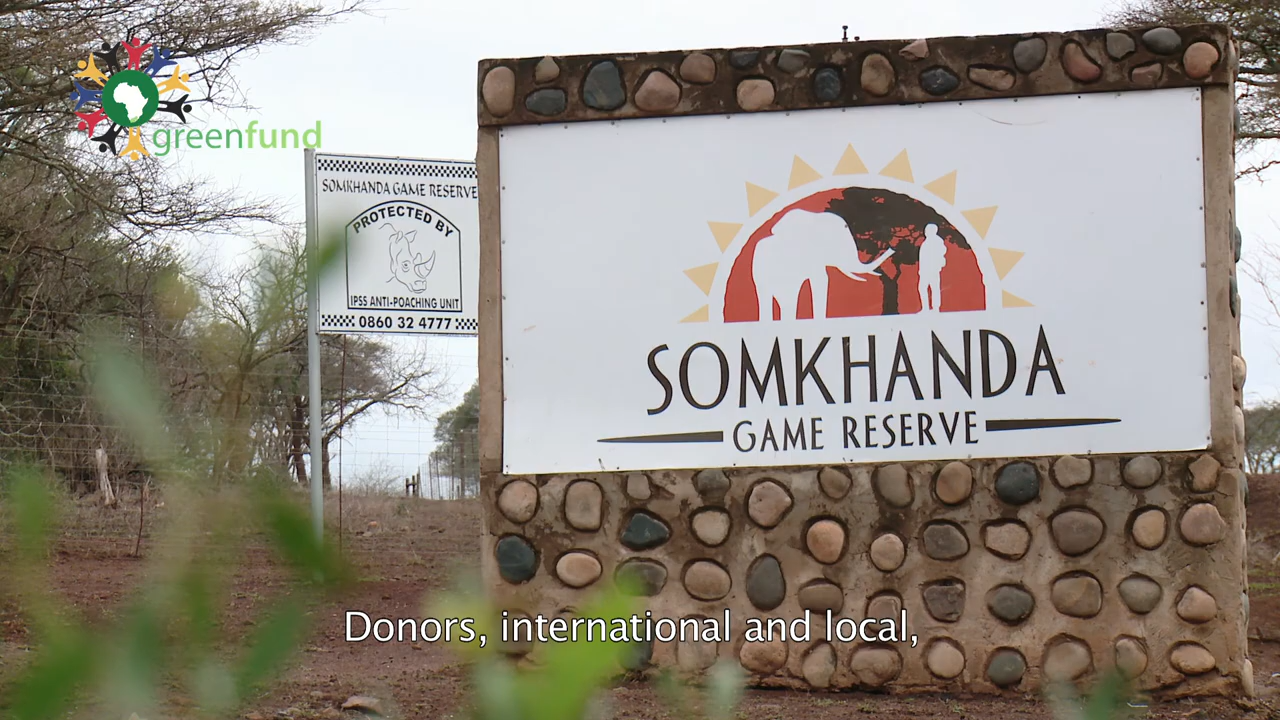 greenfund
SOMKHANDA GAME RESERVE
PROTECTED BY
IPSS ANTI-POACHING UNIT
0860 32 4777
SOMKHANDA
GAME RESERVE
Donors, international and local,